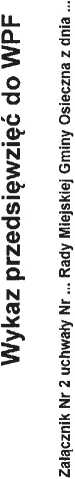 Wykaz przedsięwzięć do WPF
Załącznik Nr 2 uchwały Nr ... Rady Miejskiej Gminy Osieczna z dnia ...